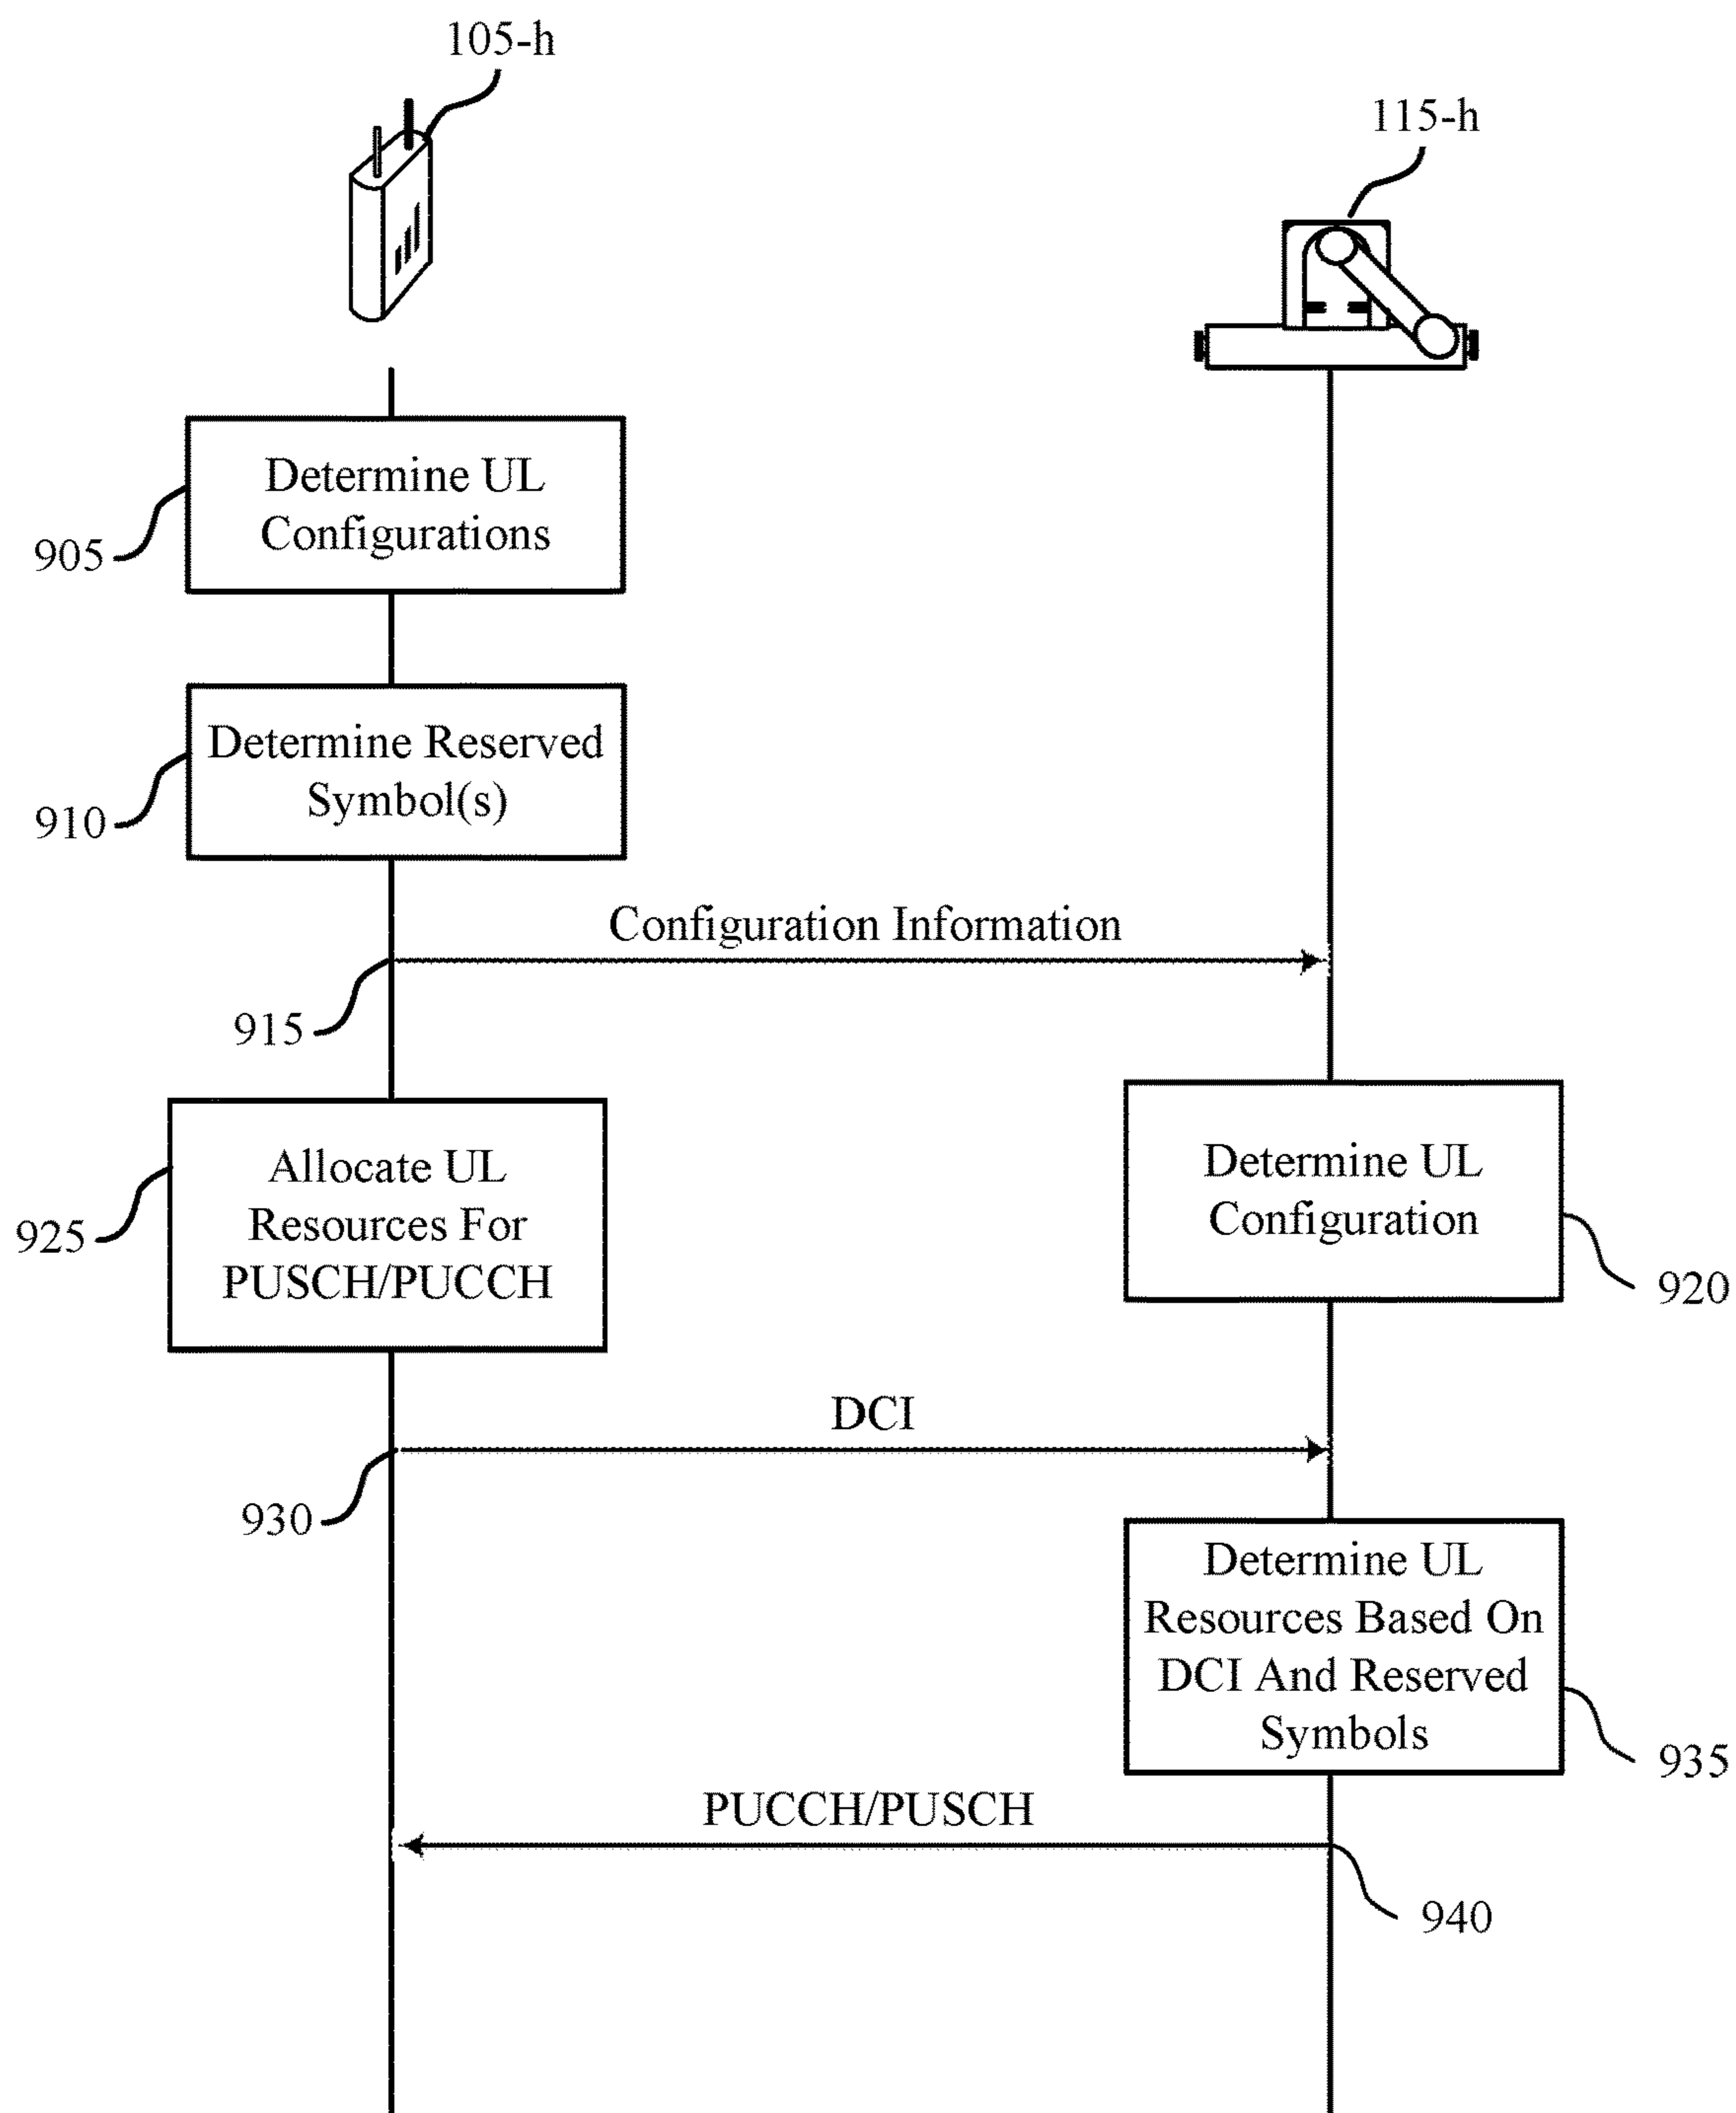 105-h
115-h
Determine UL
Configurations
905
Determine Reserved
Symbol(s)
910
Configuration Information
915
Allocate UL
Resources For
PUSCH/PUCCH
925
Determine UL
Configuration
920
DCI
930
Determine UL
Resources Based On
DCI And Reserved
Symbols
935
PUCCH/PUSCH
940